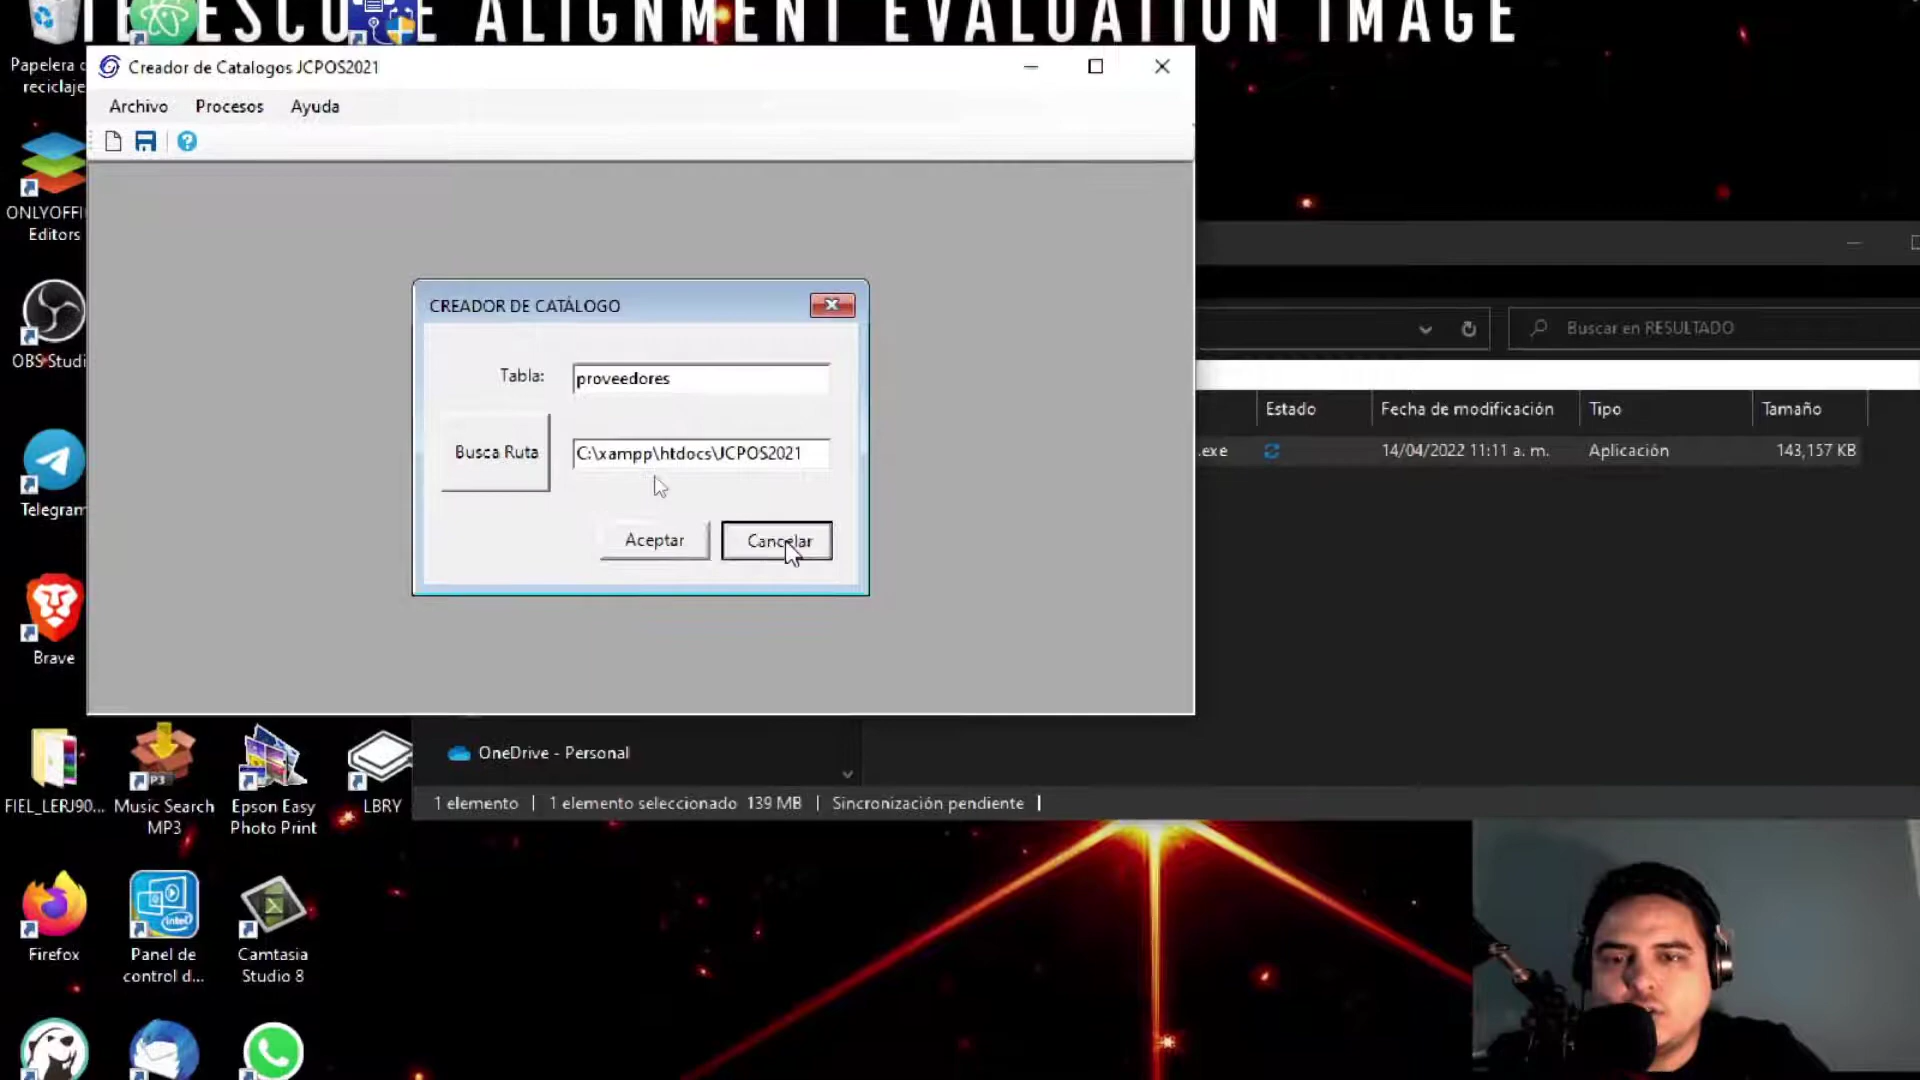 ALIGNMENT EVALUATION IMAGE
Papelera
reciclaje
Creador de Catalogos JCPOS2021
Archivo Procesos Ayuda
ONLYOFFI
Editors
OBS Studi
Telegram
Brave
CREADOR DE CATÁLOGO
Tabla: proveedores
Busca Ruta C:\xampp\htdocs\JCPOS2021
Aceptar Cancelar
Buscar en RESULTADO
Estado Fecha de modificación Tipo Tamaño
.exe 14/04/2022 11:11 a. m. Aplicación 143,157 KB
OneDrive - Personal
1 elemento 1 elemento seleccionado 139 MB Sincronización pendiente
FIEL_LERJ90...
Music Search
MP3
Epson Easy
Photo Print
LBRY
Firefox
Panel de
control d...
Camtasia
Studio 8